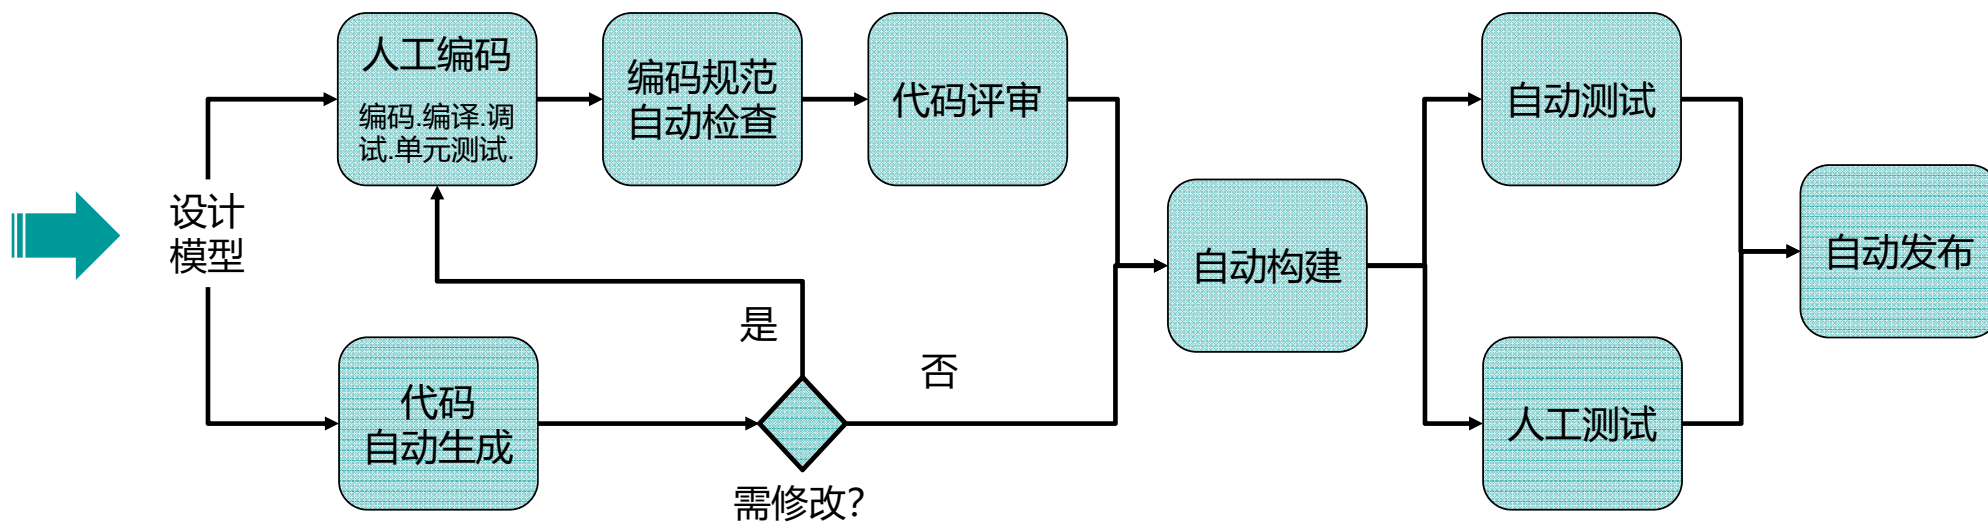 人工编码
编码.编译.调
试.单元测试.
编码规范
自动检查
代码评审
自动测试
设计
模型
自动构建
自动发布
是
否
代码
自动生成
需修改?
人工测试